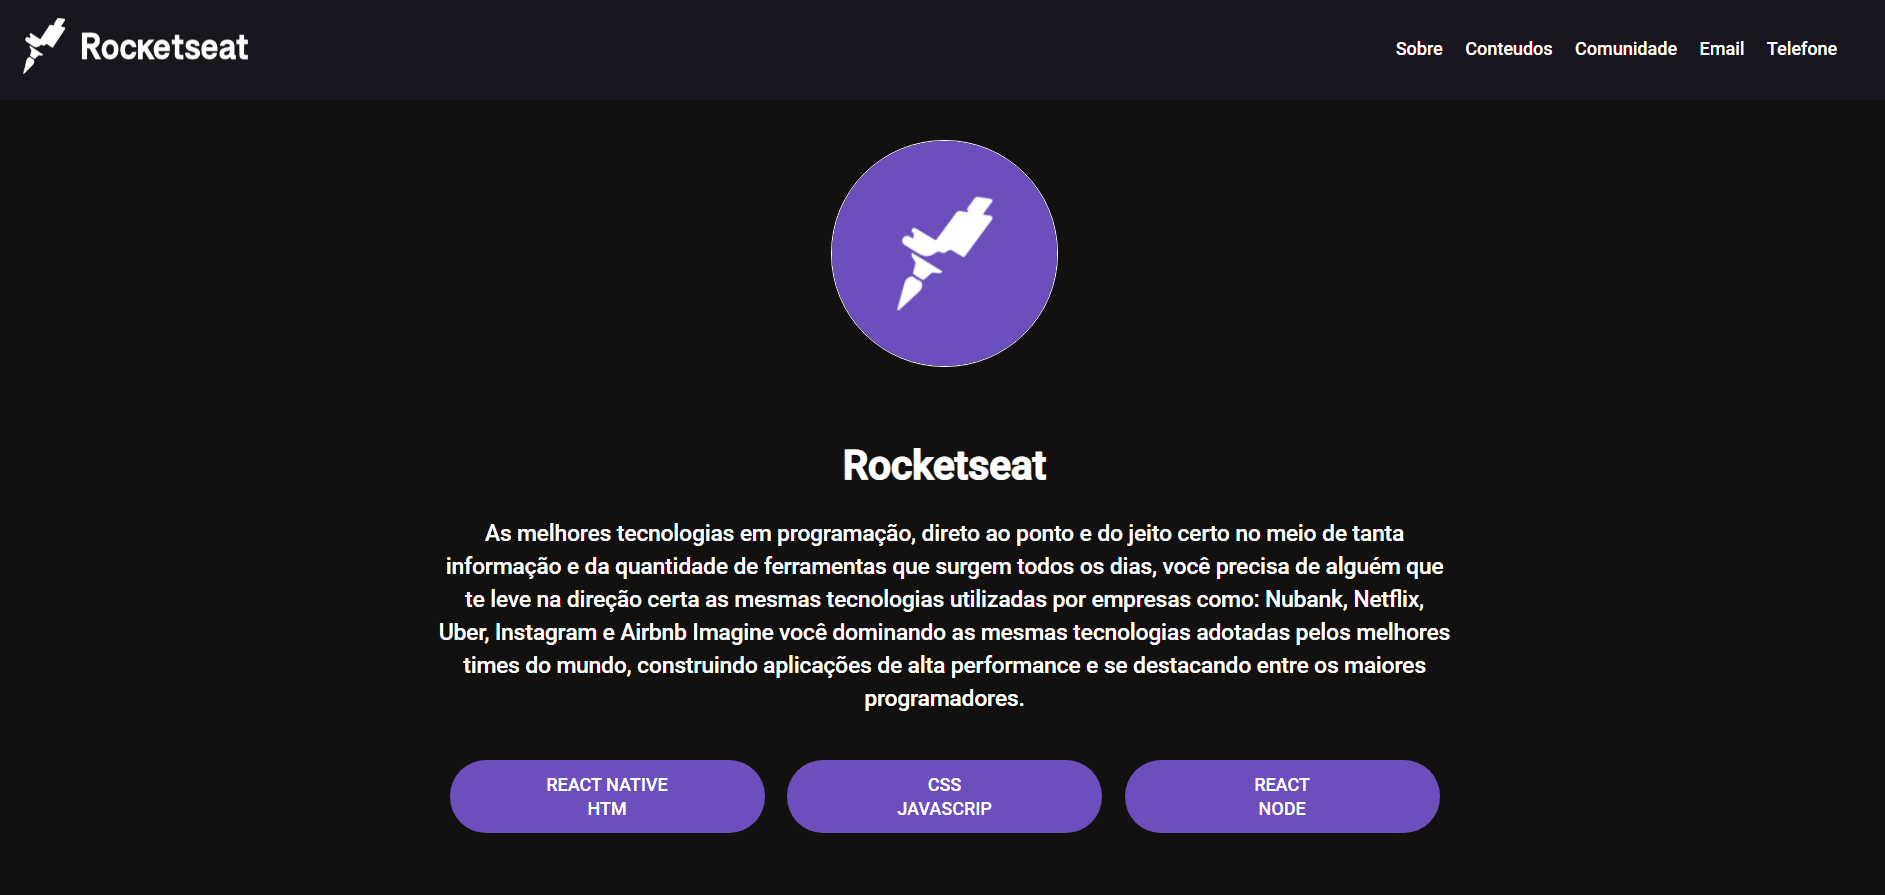 Rocketseat
Sobre Conteudos Comunidade Email Telefone
Rocketseat
As melhores tecnologias em programação, direto ao ponto e do jeito certo no meio de tanta
informação e da quantidade de ferramentas que surgem todos os dias, você precisa de alguém que
te leve na direção certa as mesmas tecnologias utilizadas por empresas como: Nubank, Netflix,
Uber, Instagram e Airbnb Imagine você dominando as mesmas tecnologias adotadas pelos melhores
times do mundo, construindo aplicações de alta performance e se destacando entre os maiores
programadores.
REACT NATIVE
HTM
CSS
JAVASCRIP
REACT
NODE